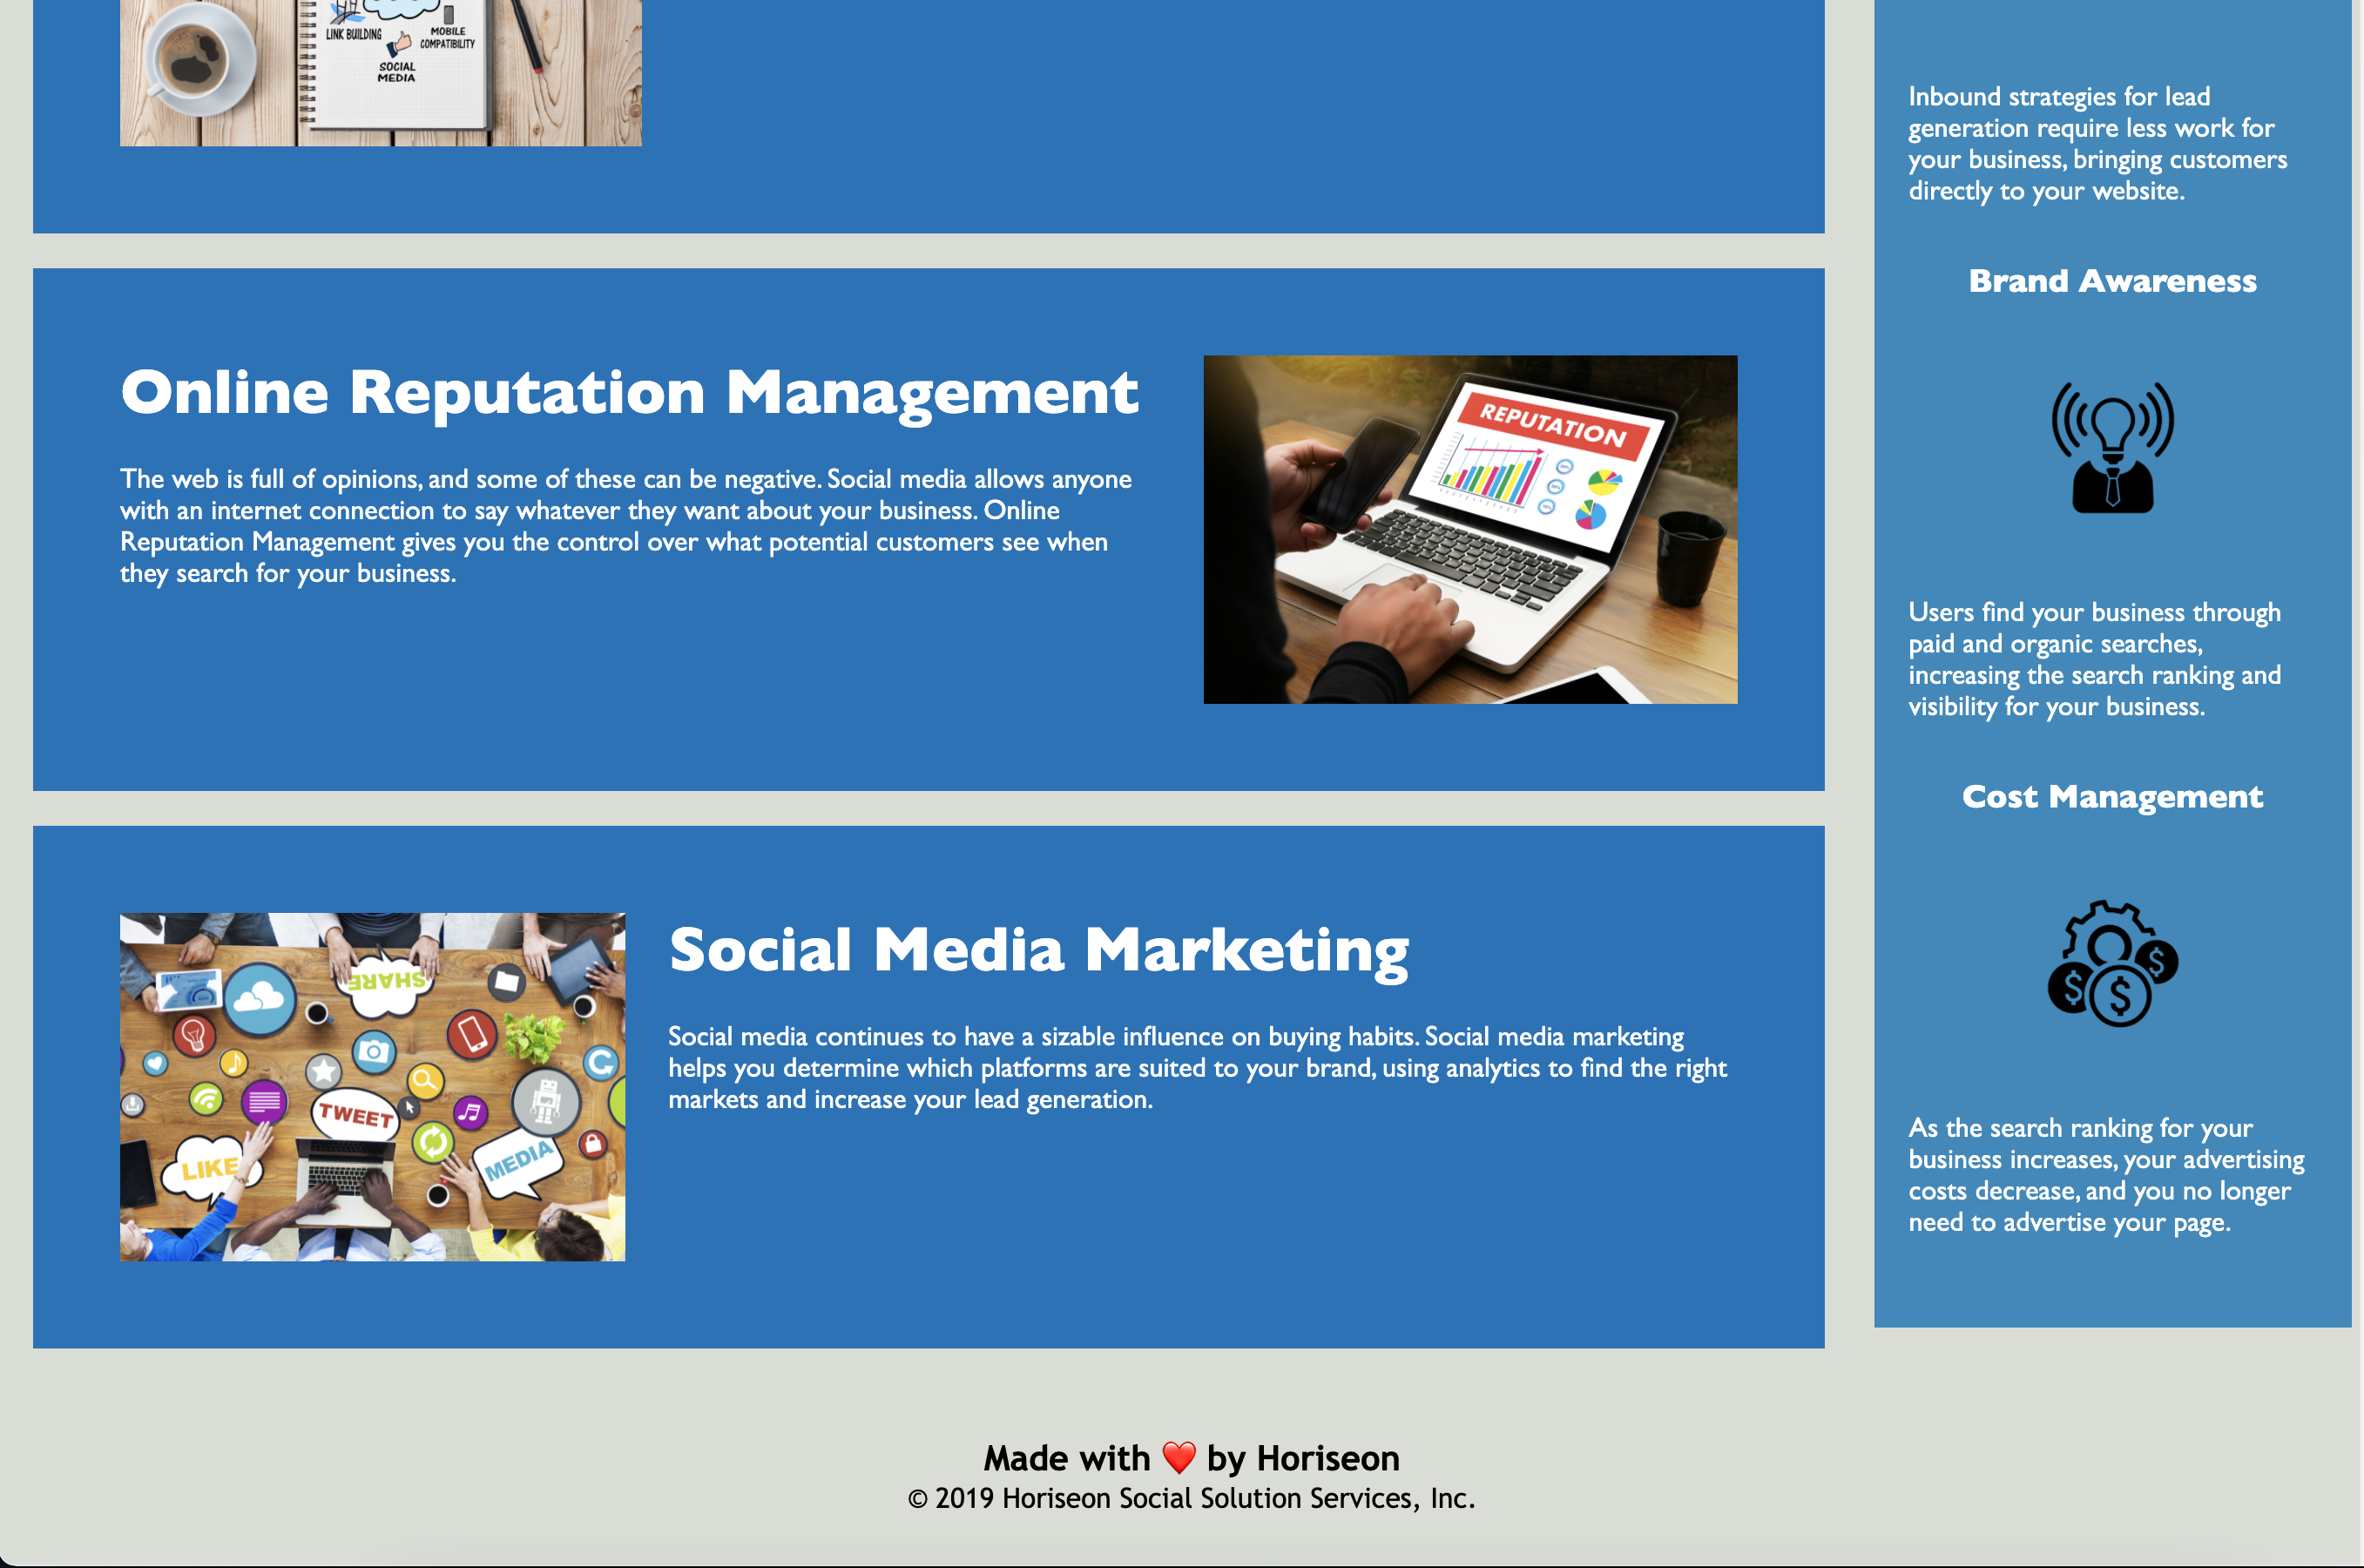 LINK BUILDING
MOBILE
COMPATIBILITY
SOCIAL
MEDIA
Online Reputation Management
The web is full of opinions, and some of these can be negative. Social media allows anyone
with an internet connection to say whatever they want about your business. Online
Reputation Management gives you the control over what potential customers see when
they search for your business.
REPUTATION
SHARE
TWEET
LIKE
MEDIA
Social Media Marketing
Social media continues to have a sizable influence on buying habits. Social media marketing
helps you determine which platforms are suited to your brand, using analytics to find the right
markets and increase your lead generation.
Inbound strategies for lead
generation require less work for
your business, bringing customers
directly to your website.
Brand Awareness
Users find your business through
paid and organic searches,
increasing the search ranking and
visibility for your business.
Cost Management
$ $ $
As the search ranking for your
business increases, your advertising
costs decrease, and you no longer
need to advertise your page.
Made with ❤️ by Horiseon
© 2019 Horiseon Social Solution Services, Inc.